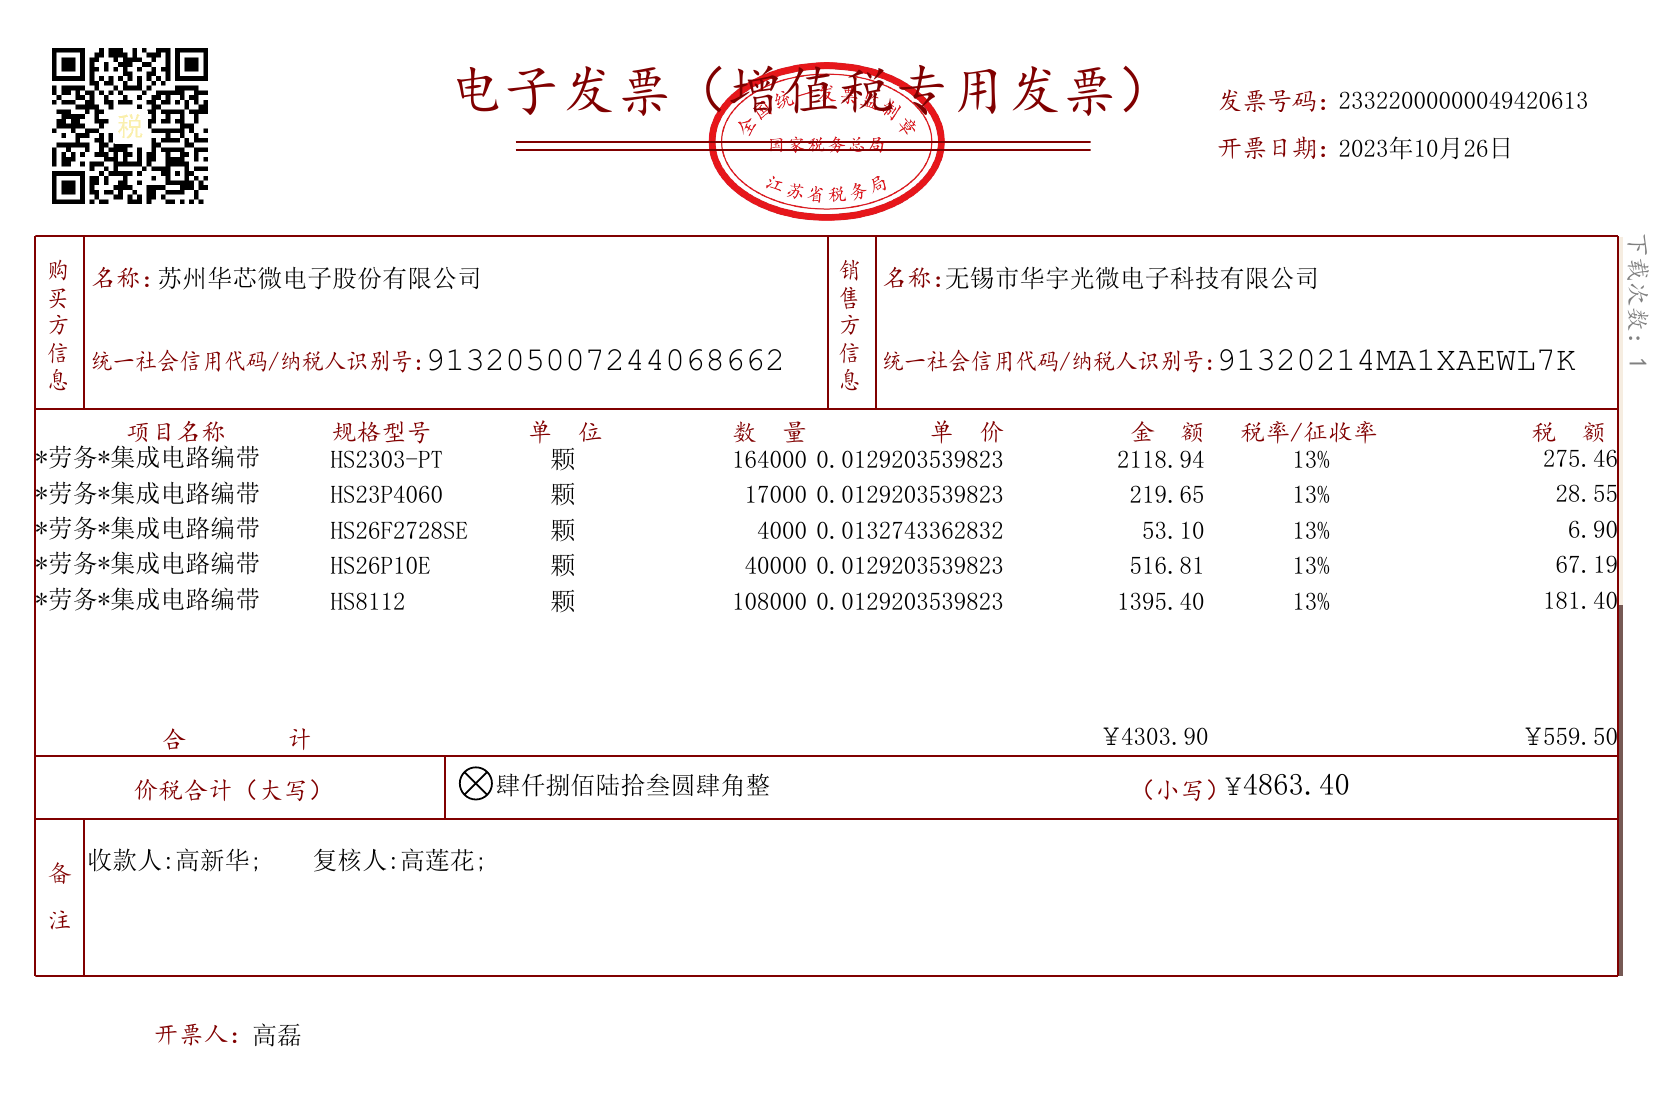 电子发票（增值税专用发票）
全国统一发票监制章
国家税务总局
江苏省税务局
税
发票号码：23322000000049420613
开票日期：2023年10月26日
下载次数：1
购买方信息
名称：苏州华芯微电子股份有限公司
统一社会信用代码/纳税人识别号：913205007244068662
销售方信息
名称：无锡市华宇光微电子科技有限公司
统一社会信用代码/纳税人识别号：91320214MA1XAEWL7K
项目名称 规格型号 单 位 数 量 单 价 金 额 税率/征收率 税 额
*劳务*集成电路编带 HS2303-PT 颗 164000 0.0129203539823 2118.94 13% 275.46
*劳务*集成电路编带 HS23P4060 颗 17000 0.0129203539823 219.65 13% 28.55
*劳务*集成电路编带 HS26F2728SE 颗 4000 0.0132743362832 53.10 13% 6.90
*劳务*集成电路编带 HS26P10E 颗 40000 0.0129203539823 516.81 13% 67.19
*劳务*集成电路编带 HS8112 颗 108000 0.0129203539823 1395.40 13% 181.40
合 计 ¥4303.90 ¥559.50
价税合计（大写） 肆仟捌佰陆拾叁圆肆角整 （小写）¥4863.40
备注
收款人:高新华; 复核人:高莲花;
开票人：高磊